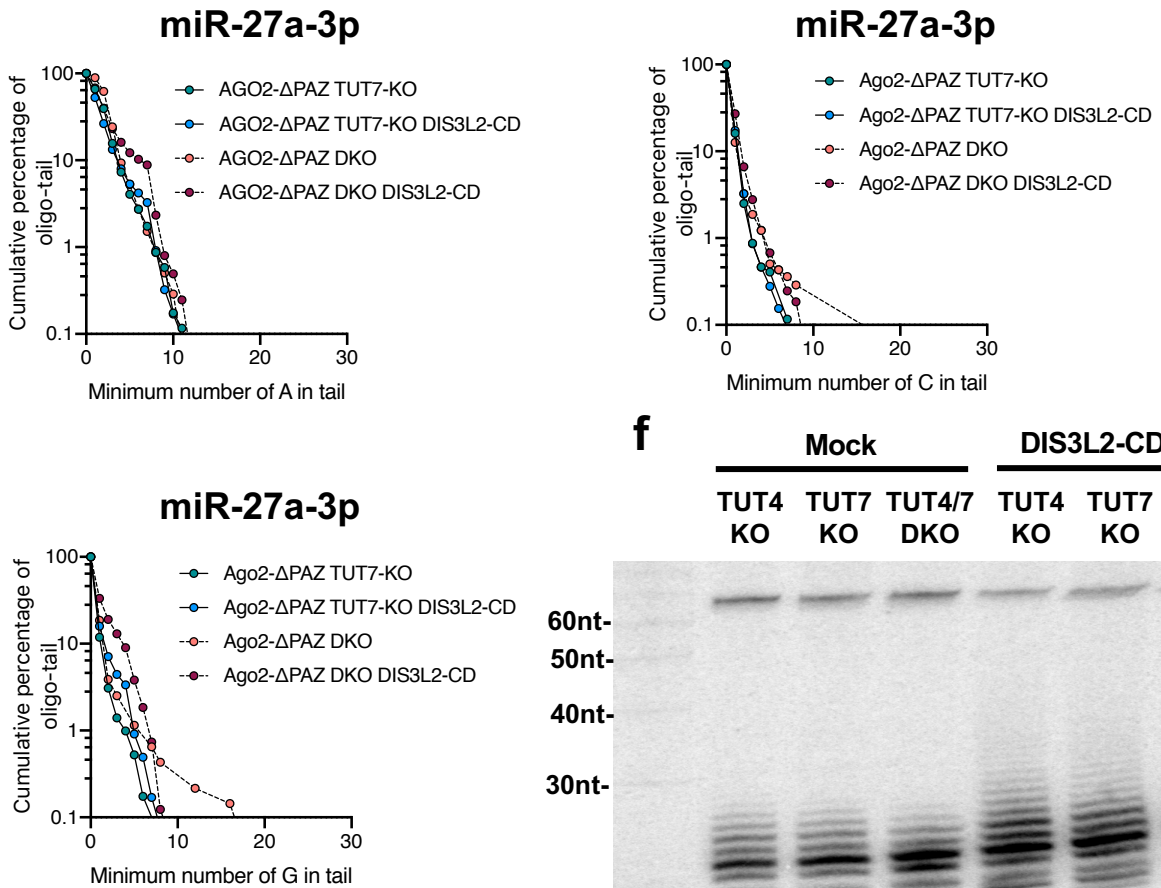 miR-27a-3p
Cumulative percentage of
oligo-tail
100
10
1
0.1
0
10
20
30
Minimum number of A in tail
AGO2-ΔPAZ TUT7-KO
AGO2-ΔPAZ TUT7-KO DIS3L2-CD
AGO2-ΔPAZ DKO
AGO2-ΔPAZ DKO DIS3L2-CD
miR-27a-3p
Cumulative percentage of
oligo-tail
100
10
1
0.1
0
10
20
30
Minimum number of C in tail
Ago2-ΔPAZ TUT7-KO
Ago2-ΔPAZ TUT7-KO DIS3L2-CD
Ago2-ΔPAZ DKO
Ago2-ΔPAZ DKO DIS3L2-CD
miR-27a-3p
Cumulative percentage of
oligo-tail
100
10
1
0.1
0
10
20
30
Minimum number of G in tail
Ago2-ΔPAZ TUT7-KO
Ago2-ΔPAZ TUT7-KO DIS3L2-CD
Ago2-ΔPAZ DKO
Ago2-ΔPAZ DKO DIS3L2-CD
f
Mock
DIS3L2-CD
TUT4 TUT7 TUT4/7 TUT4 TUT7
KO KO DKO KO KO
60nt-
50nt-
40nt-
30nt-